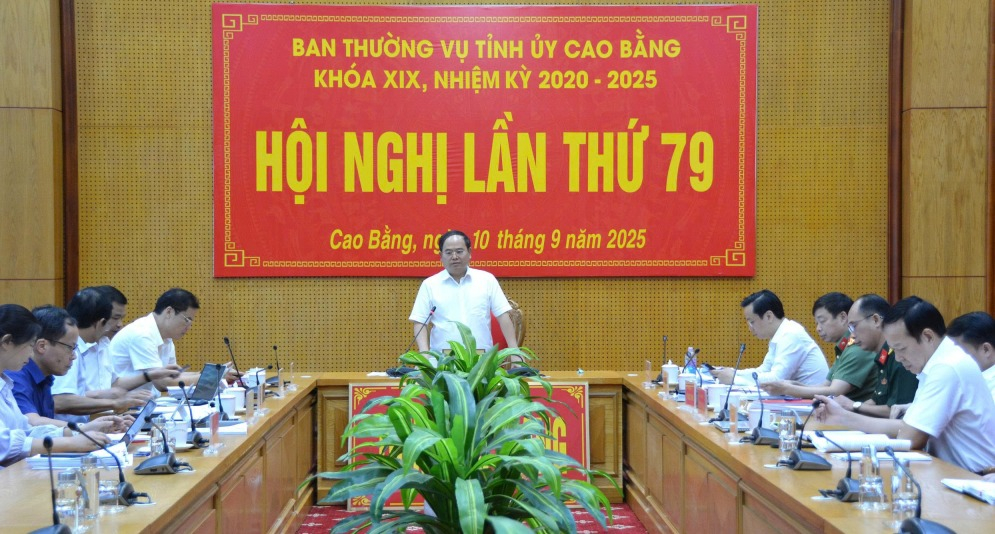 BAN THƯỜNG VỤ TỈNH ỦY CAO BẰNG
KHÓA XIX, NHIỆM KỲ 2020 - 2025
HỘI NGHỊ LẦN THỨ 79
Cao Bằng, 10 tháng 9 năm 2025